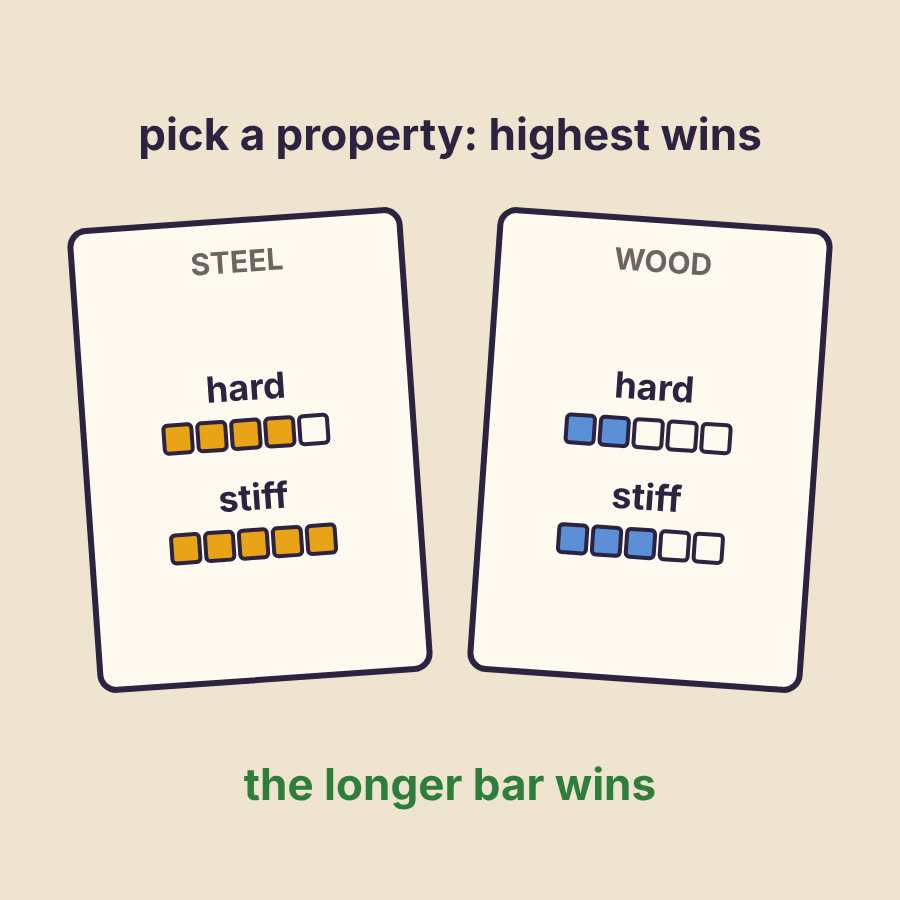 pick a property: highest wins
STEEL
hard
stiff
WOOD
hard
stiff
the longer bar wins